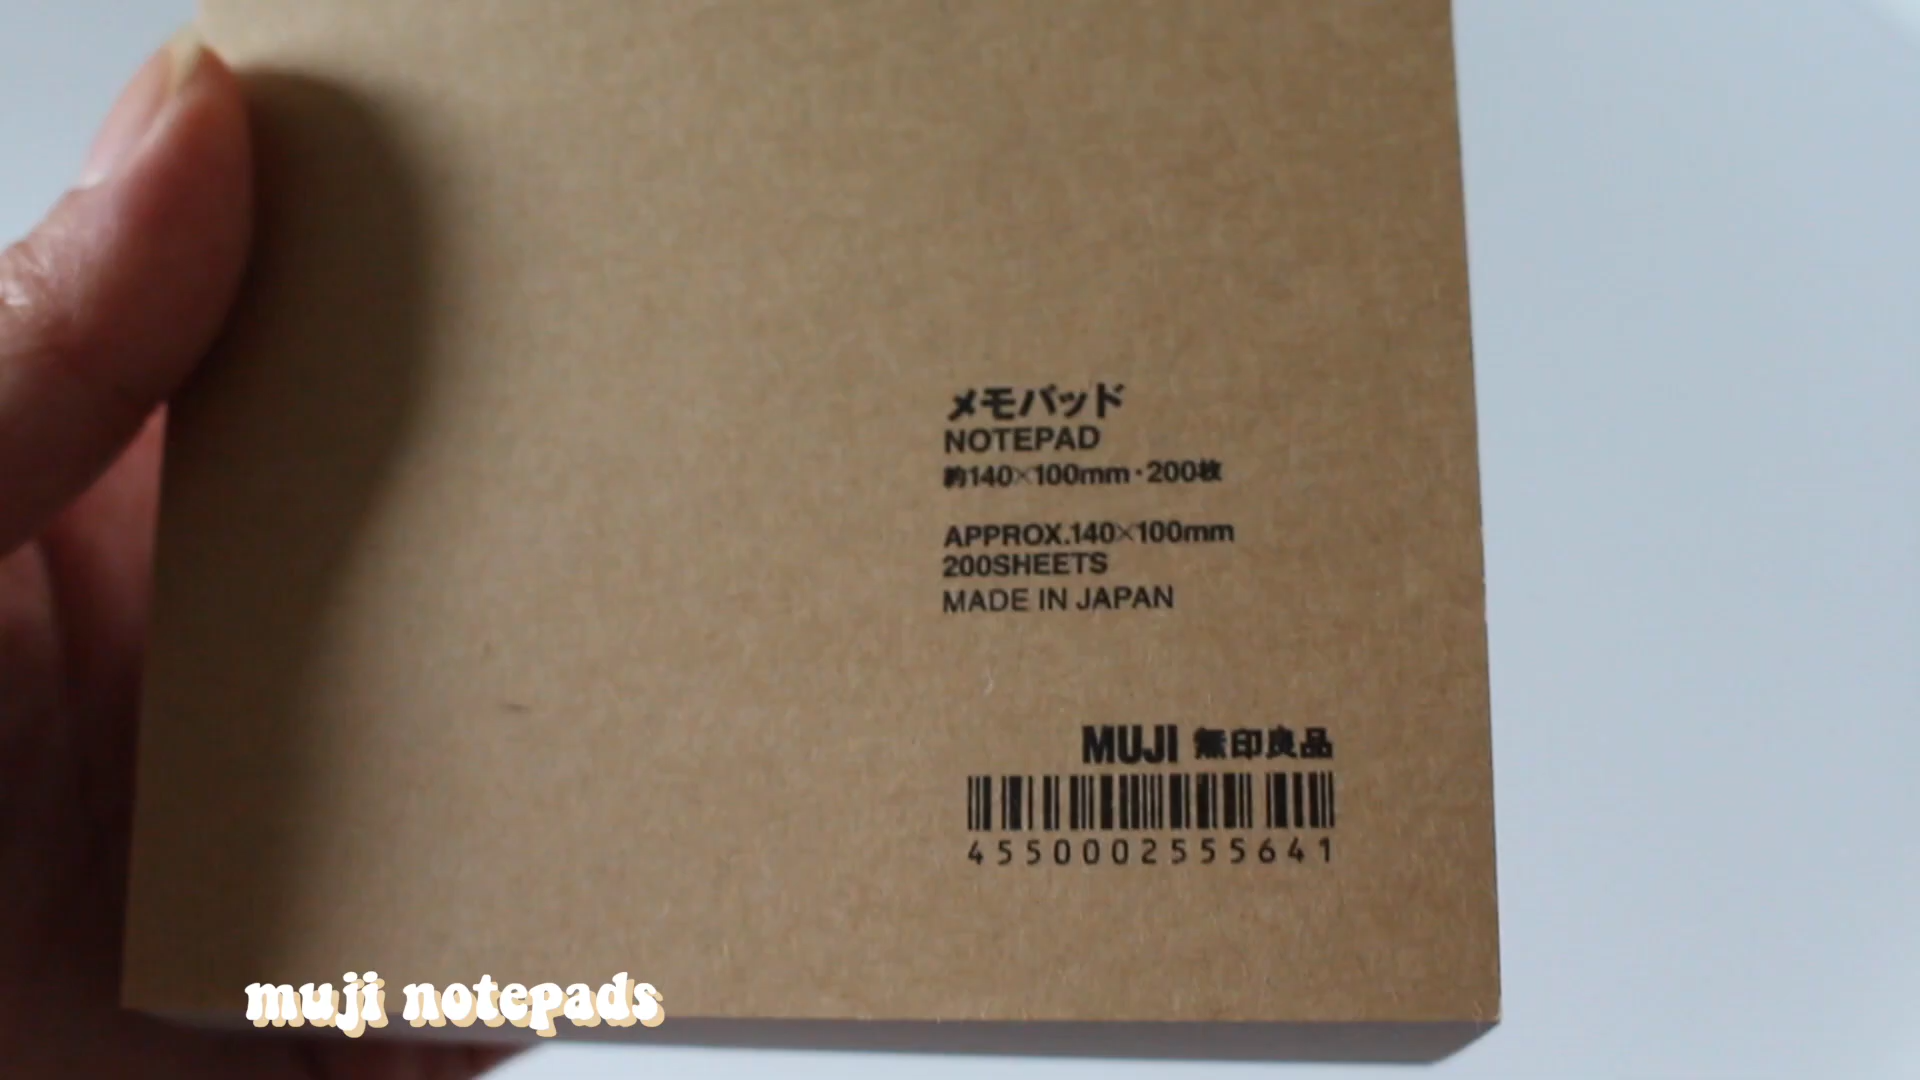 メモパッド
NOTEPAD
約140×100mm・200枚
APPROX.140×100mm
200SHEETS
MADE IN JAPAN
MUJI 無印良品
4550002555641
muji notepads